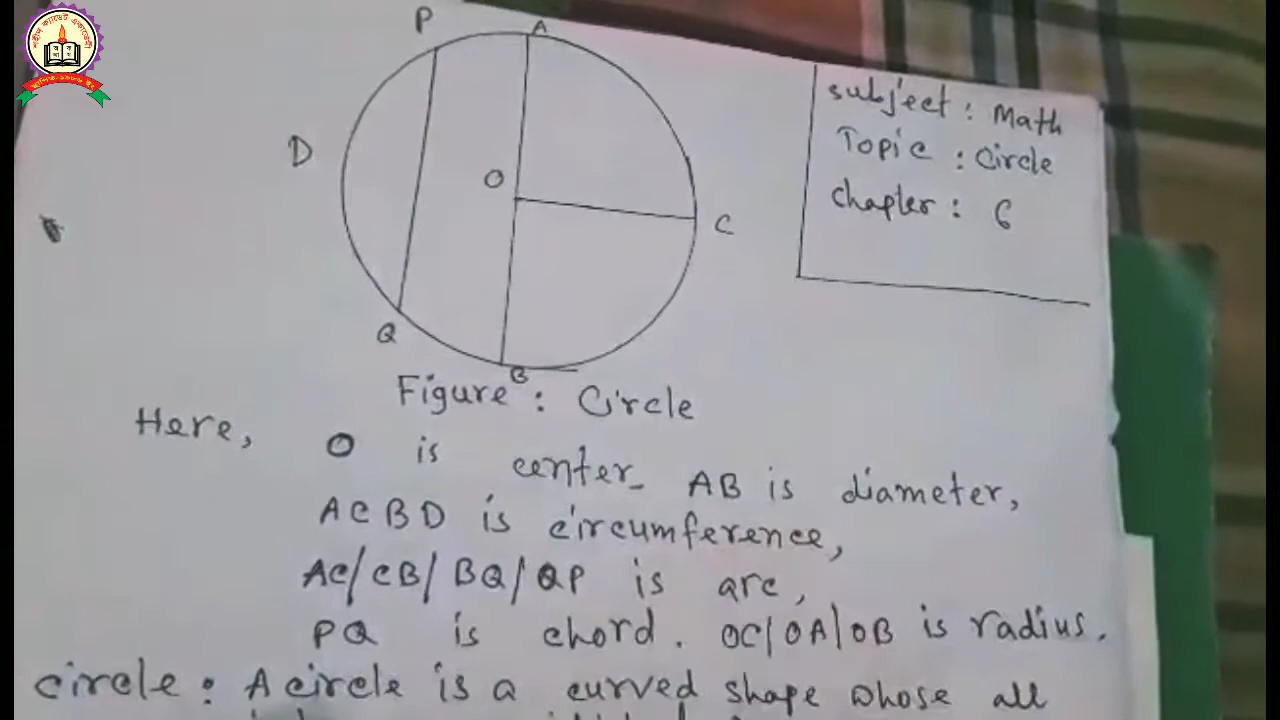 P
A
D
O
C
Q
B
subject : Math
Topic : Circle
chapter : 6
Figure : Circle
Here, O is center_ AB is diameter,
ACBD is circumference,
AC/CB/BQ/QP is arc,
PQ is chord. OC/OA/OB is radius.
circle : A circle is a curved shape whose all